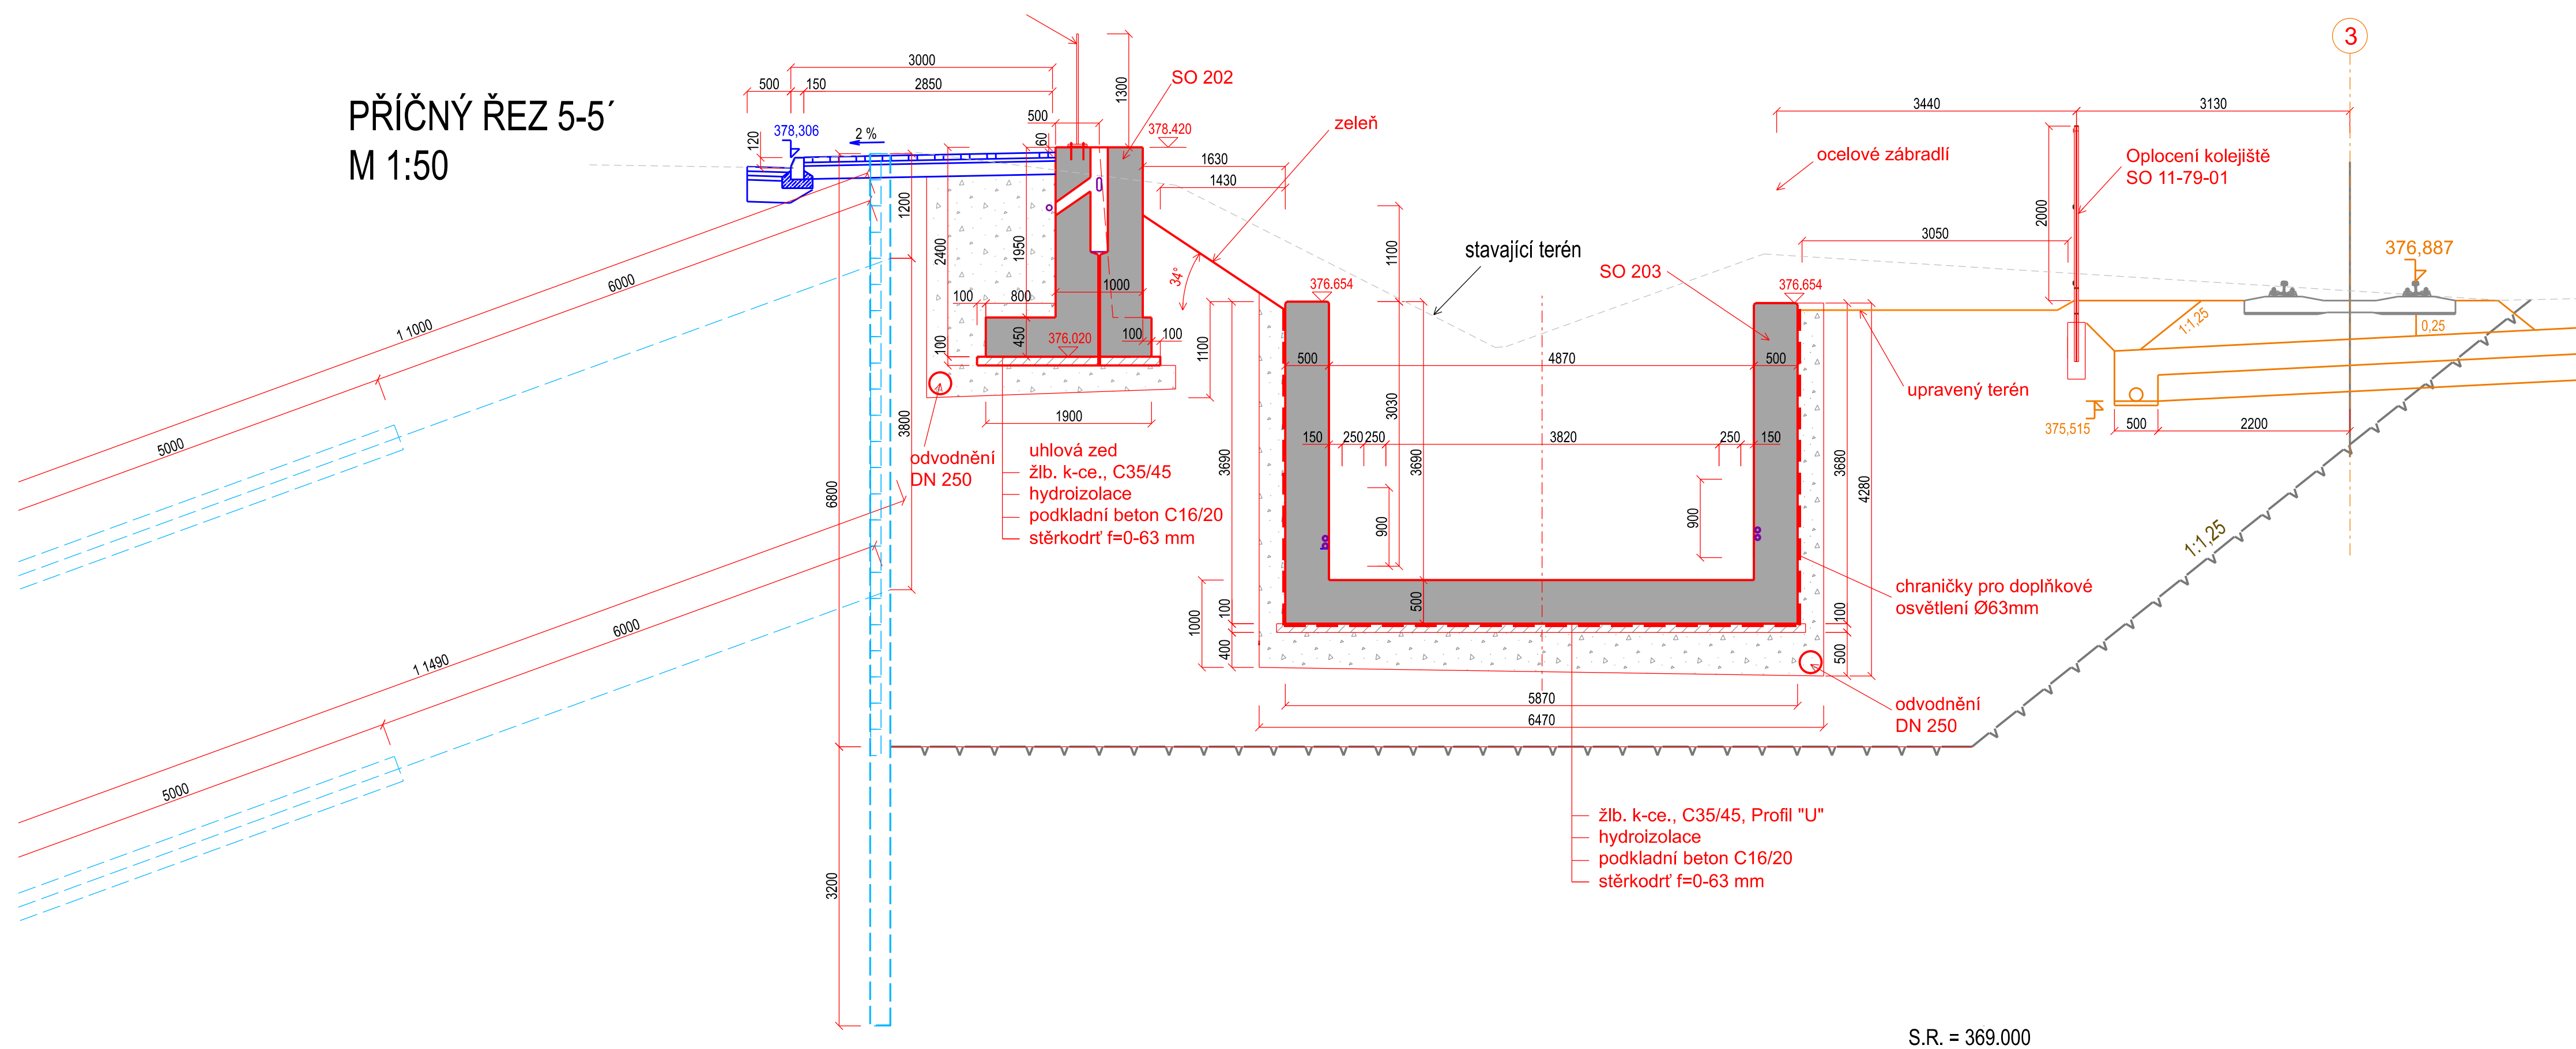 PŘÍČNÝ ŘEZ 5-5´
M 1:50
3000
500
150
2850
120
378,306
2 %
500
60
1300
SO 202
378.420
zeleň
1630
1430
34°
1200
2400
1950
100
800
1000
450
100
376.020
100
100
1100
1900
3800
odvodnění
DN 250
uhlová zed
žlb. k-ce., C35/45
hydroizolace
podkladní beton C16/20
stěrkodrť f=0-63 mm
1 1000
6000
5000
1 1490
6000
5000
6800
3200
stavající terén
1100
376.654
SO 203
376.654
500
4870
500
3030
150
250
250
3820
250
150
3690
3690
900
900
3680
4280
500
100
1000
400
100
500
5870
6470
žlb. k-ce., C35/45, Profil "U"
hydroizolace
podkladní beton C16/20
stěrkodrť f=0-63 mm
3
3440
3130
ocelové zábradlí
Oplocení kolejiště
SO 11-79-01
2000
3050
376,887
1:1,25
0,25
upravený terén
375,515
500
2200
1:1,25
chraničky pro doplňkové
osvětlení Ø63mm
odvodnění
DN 250
S.R. = 369.000